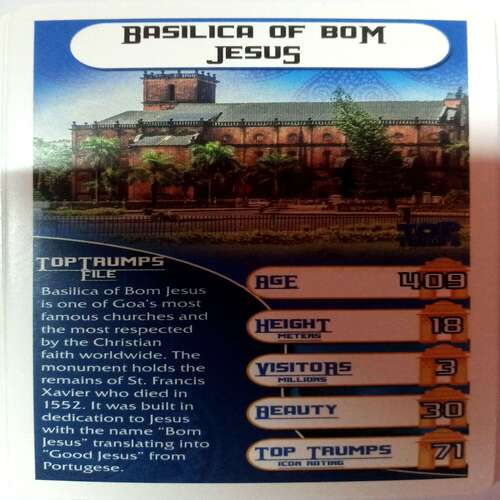 BASILICA OF BOM
JESUS
TOP
TOPTRUMPS
FILE
Basilica of Bom Jesus
is one of Goa's most
famous churches and
the most respected
by the Christian
faith worldwide. The
monument holds the
remains of St. Francis
Xavier who died in
1552. It was built in
dedication to Jesus
with the name "Bom
Jesus" translating into
"Good Jesus" from
Portugese.
AGE 409
HEIGHT 18
METERS
VISITORS 3
MILLIONS
BEAUTY 30
TOP TRUMPS 71
ICON RATING